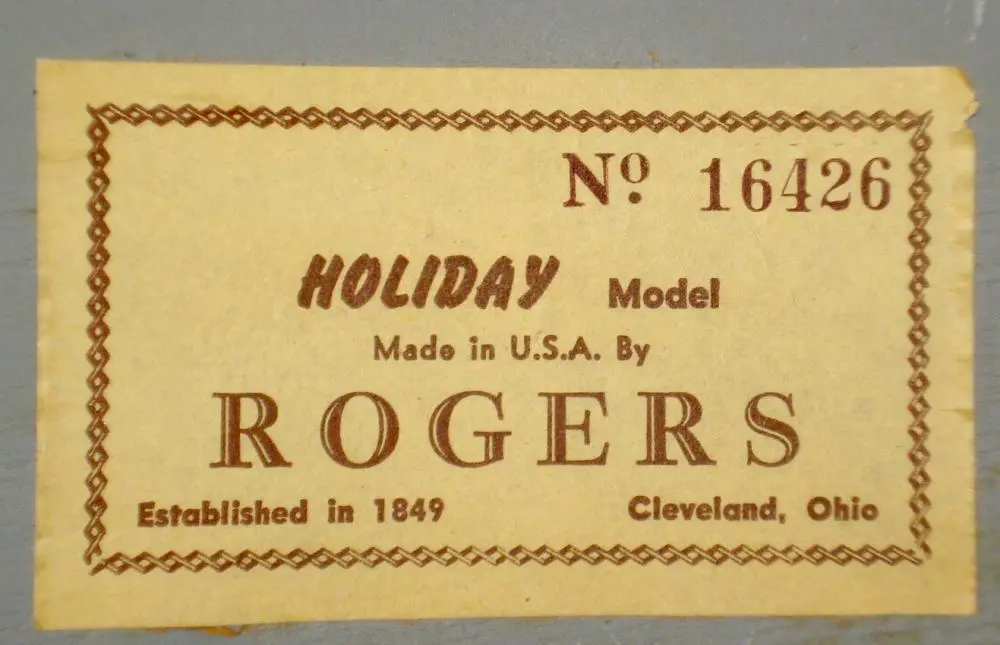 Nº. 16426
HOLIDAY Model
Made in U.S.A. By
ROGERS
Established in 1849 Cleveland, Ohio